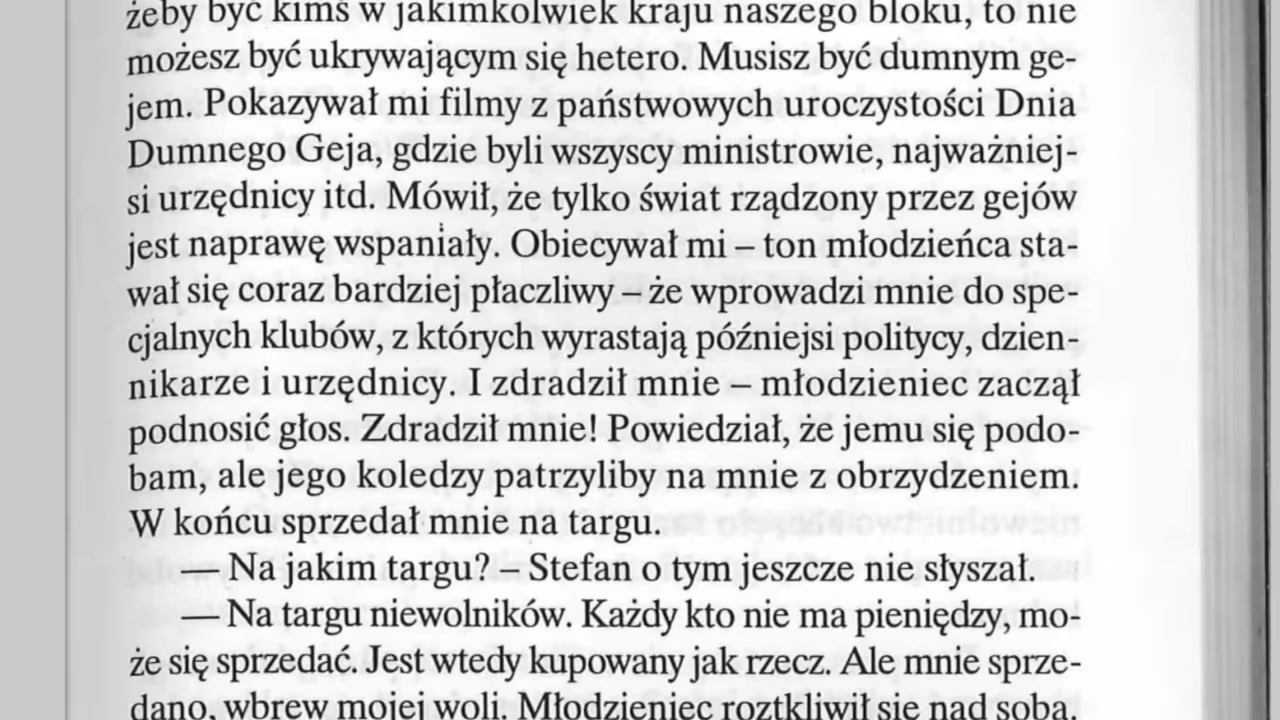 żeby być kimś w jakimkolwiek kraju naszego bloku, to nie
możesz być ukrywającym się hetero. Musisz być dumnym ge-
jem. Pokazywał mi filmy z państwowych uroczystości Dnia
Dumnego Geja, gdzie byli wszyscy ministrowie, najważniej-
si urzędnicy itd. Mówił, że tylko świat rządzony przez gejów
jest naprawę wspaniały. Obiecywał mi – ton młodzieńca sta-
wał się coraz bardziej płaczliwy – że wprowadzi mnie do spe-
cjalnych klubów, z których wyrastają późniejsi politycy, dzien-
nikarze i urzędnicy. I zdradził mnie – młodzieniec zaczął
podnosić głos. Zdradził mnie! Powiedział, że jemu się podo-
bam, ale jego koledzy patrzyliby na mnie z obrzydzeniem.
W końcu sprzedał mnie na targu.
— Na jakim targu? – Stefan o tym jeszcze nie słyszał.
— Na targu niewolników. Każdy kto nie ma pieniędzy, mo-
że się sprzedać. Jest wtedy kupowany jak rzecz. Ale mnie sprze-
dano, wbrew mojej woli. Młodzieniec roztkliwił się nad sobą.